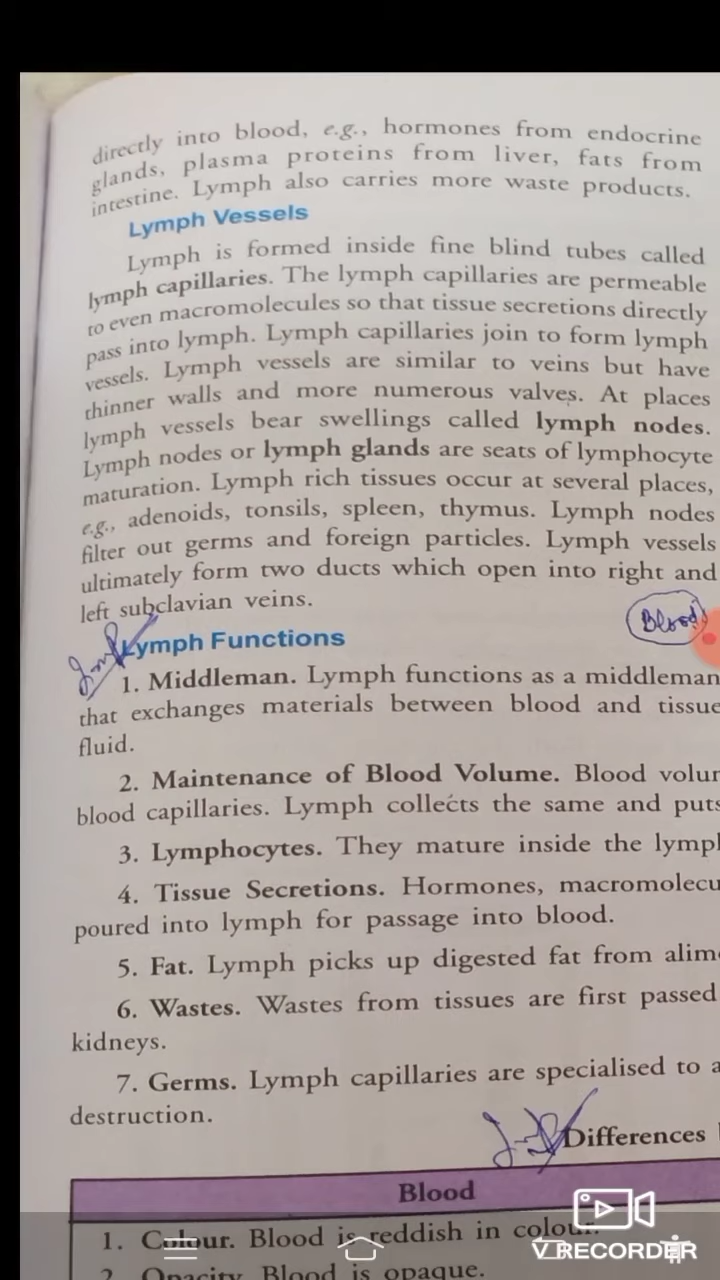 directly into blood, e.g., hormones from endocrine
glands, plasma proteins from liver, fats from
intestine. Lymph also carries more waste products.
Lymph Vessels
Lymph is formed inside fine blind tubes called
lymph capillaries. The lymph capillaries are permeable
to even macromolecules so that tissue secretions directly
pass into lymph. Lymph capillaries join to form lymph
vessels. Lymph vessels are similar to veins but have
thinner walls and more numerous valves. At places
lymph vessels bear swellings called lymph nodes.
Lymph nodes or lymph glands are seats of lymphocyte
maturation. Lymph rich tissues occur at several places,
e.g., adenoids, tonsils, spleen, thymus. Lymph nodes
filter out germs and foreign particles. Lymph vessels
ultimately form two ducts which open into right and
left subclavian veins.
Blood
Imp Lymph Functions
1. Middleman. Lymph functions as a middleman
that exchanges materials between blood and tissue
fluid.
2. Maintenance of Blood Volume. Blood volu
blood capillaries. Lymph collects the same and puts
3. Lymphocytes. They mature inside the lymp
4. Tissue Secretions. Hormones, macromolecu
poured into lymph for passage into blood.
5. Fat. Lymph picks up digested fat from alim
6. Wastes. Wastes from tissues are first passed
kidneys.
7. Germs. Lymph capillaries are specialised to a
destruction.
Imp Differences
Blood
1. Colour. Blood is reddish in colour.
2. Opacity. Blood is opaque.
V RECORDER